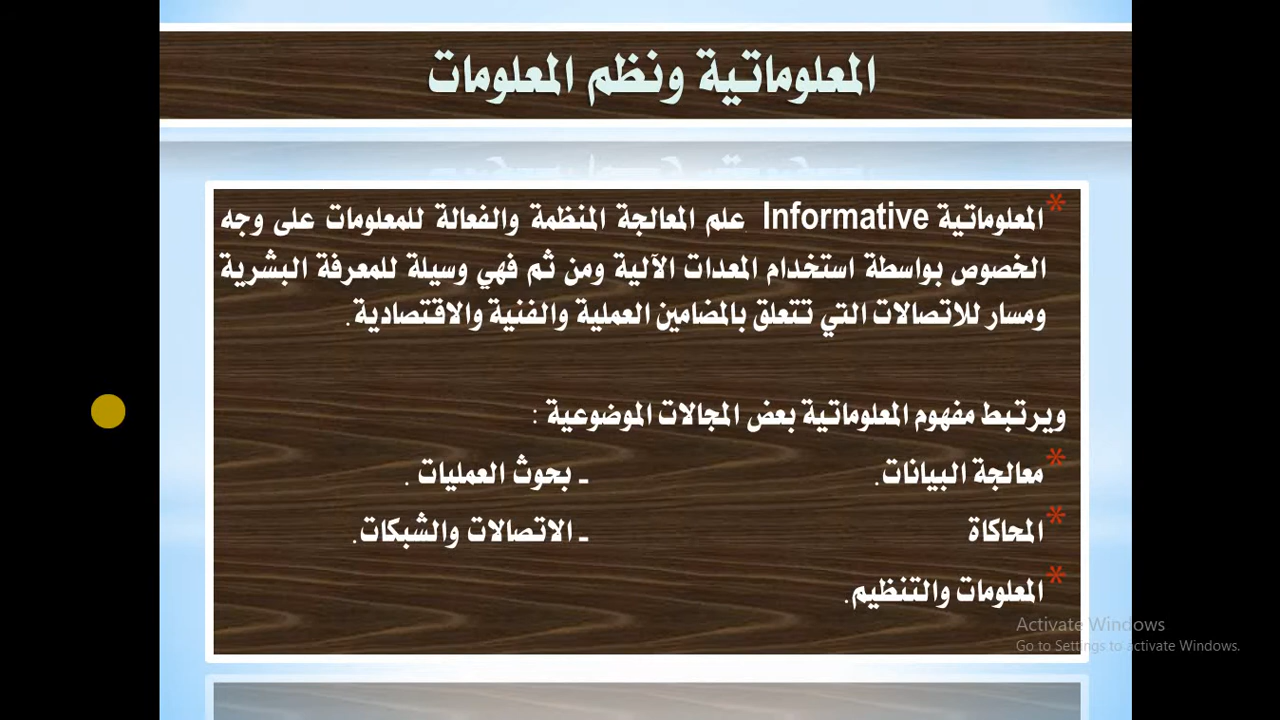 المعلوماتية ونظم المعلومات
* المعلوماتية Informative علم المعالجة المنظمة والفعالة للمعلومات على وجه
الخصوص بواسطة استخدام المعدات الآلية ومن ثم فهي وسيلة للمعرفة البشرية
ومسار للاتصالات التي تتعلق بالمضامين العملية والفنية والاقتصادية.
ويرتبط مفهوم المعلوماتية بعض المجالات الموضوعية :
* معالجة البيانات. ـ بحوث العمليات .
* المحاكاة ـ الاتصالات والشبكات.
* المعلومات والتنظيم.
Activate Windows
Go to Settings to activate Windows.